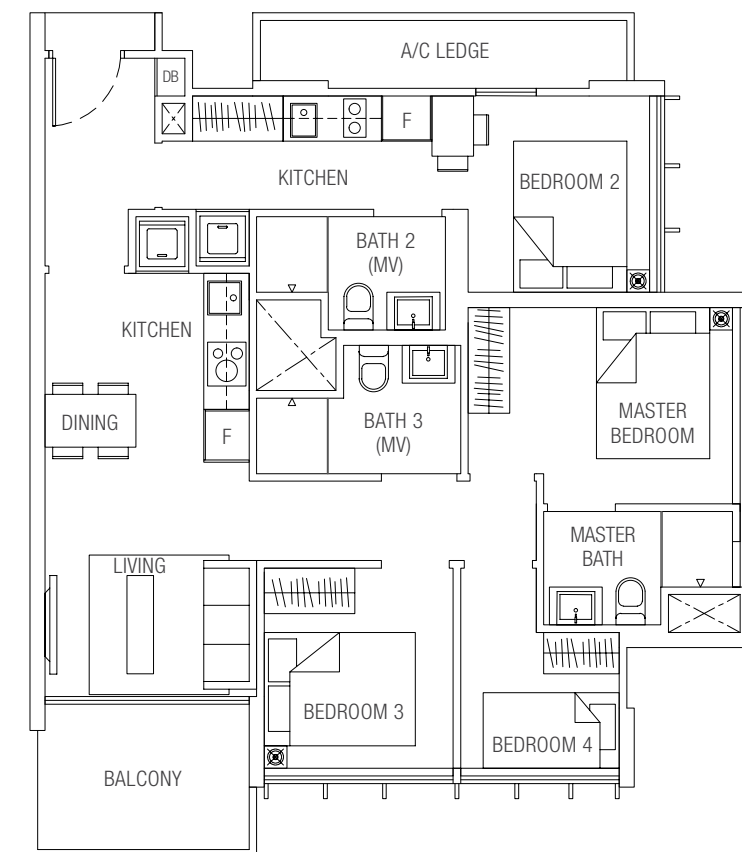 A/C LEDGE
DB
F
KITCHEN
BEDROOM 2
BATH 2
(MV)
KITCHEN
DINING
F
BATH 3
(MV)
MASTER
BEDROOM
MASTER
BATH
LIVING
BEDROOM 3
BEDROOM 4
BALCONY